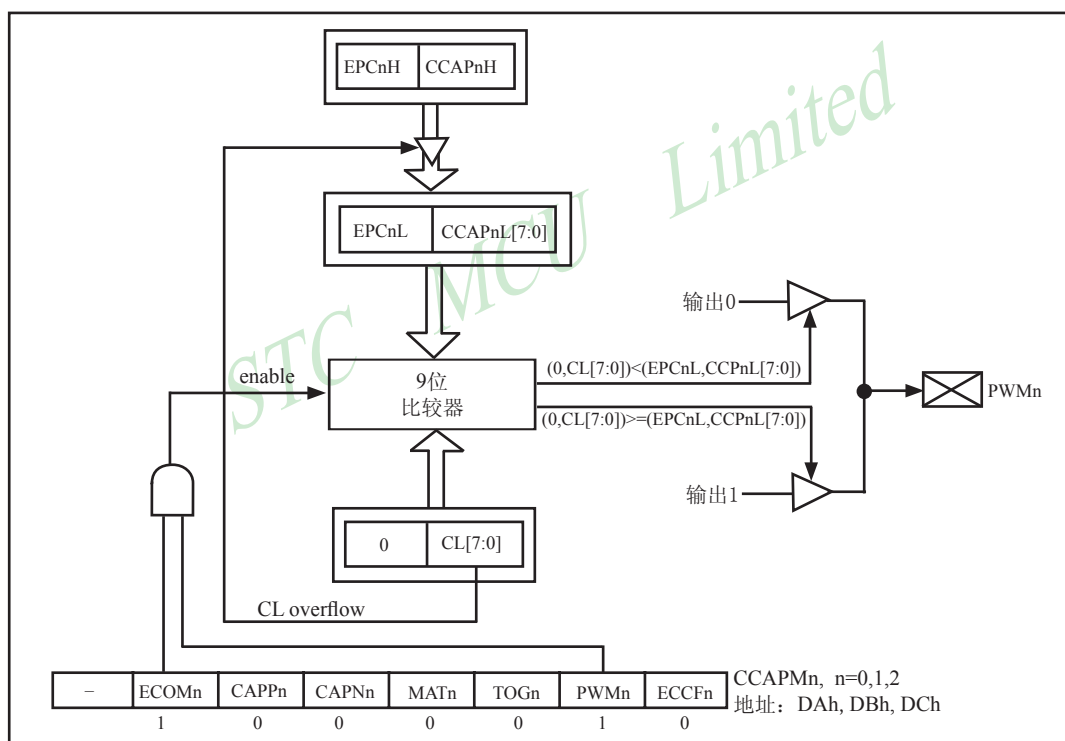 EPCnH CCAPnH
STC MCU Limited
EPCnL CCAPnL[7:0]
输出0
(0,CL[7:0])<(EPCnL,CCPnL[7:0])
enable
9位
比较器
PWMn
(0,CL[7:0])>=(EPCnL,CCPnL[7:0])
输出1
0 CL[7:0]
CL overflow
– ECOMn CAPPn CAPNn MATn TOGn PWMn ECCFn
CCAPMn, n=0,1,2
地址：DAh, DBh, DCh
1 0 0 0 0 1 0